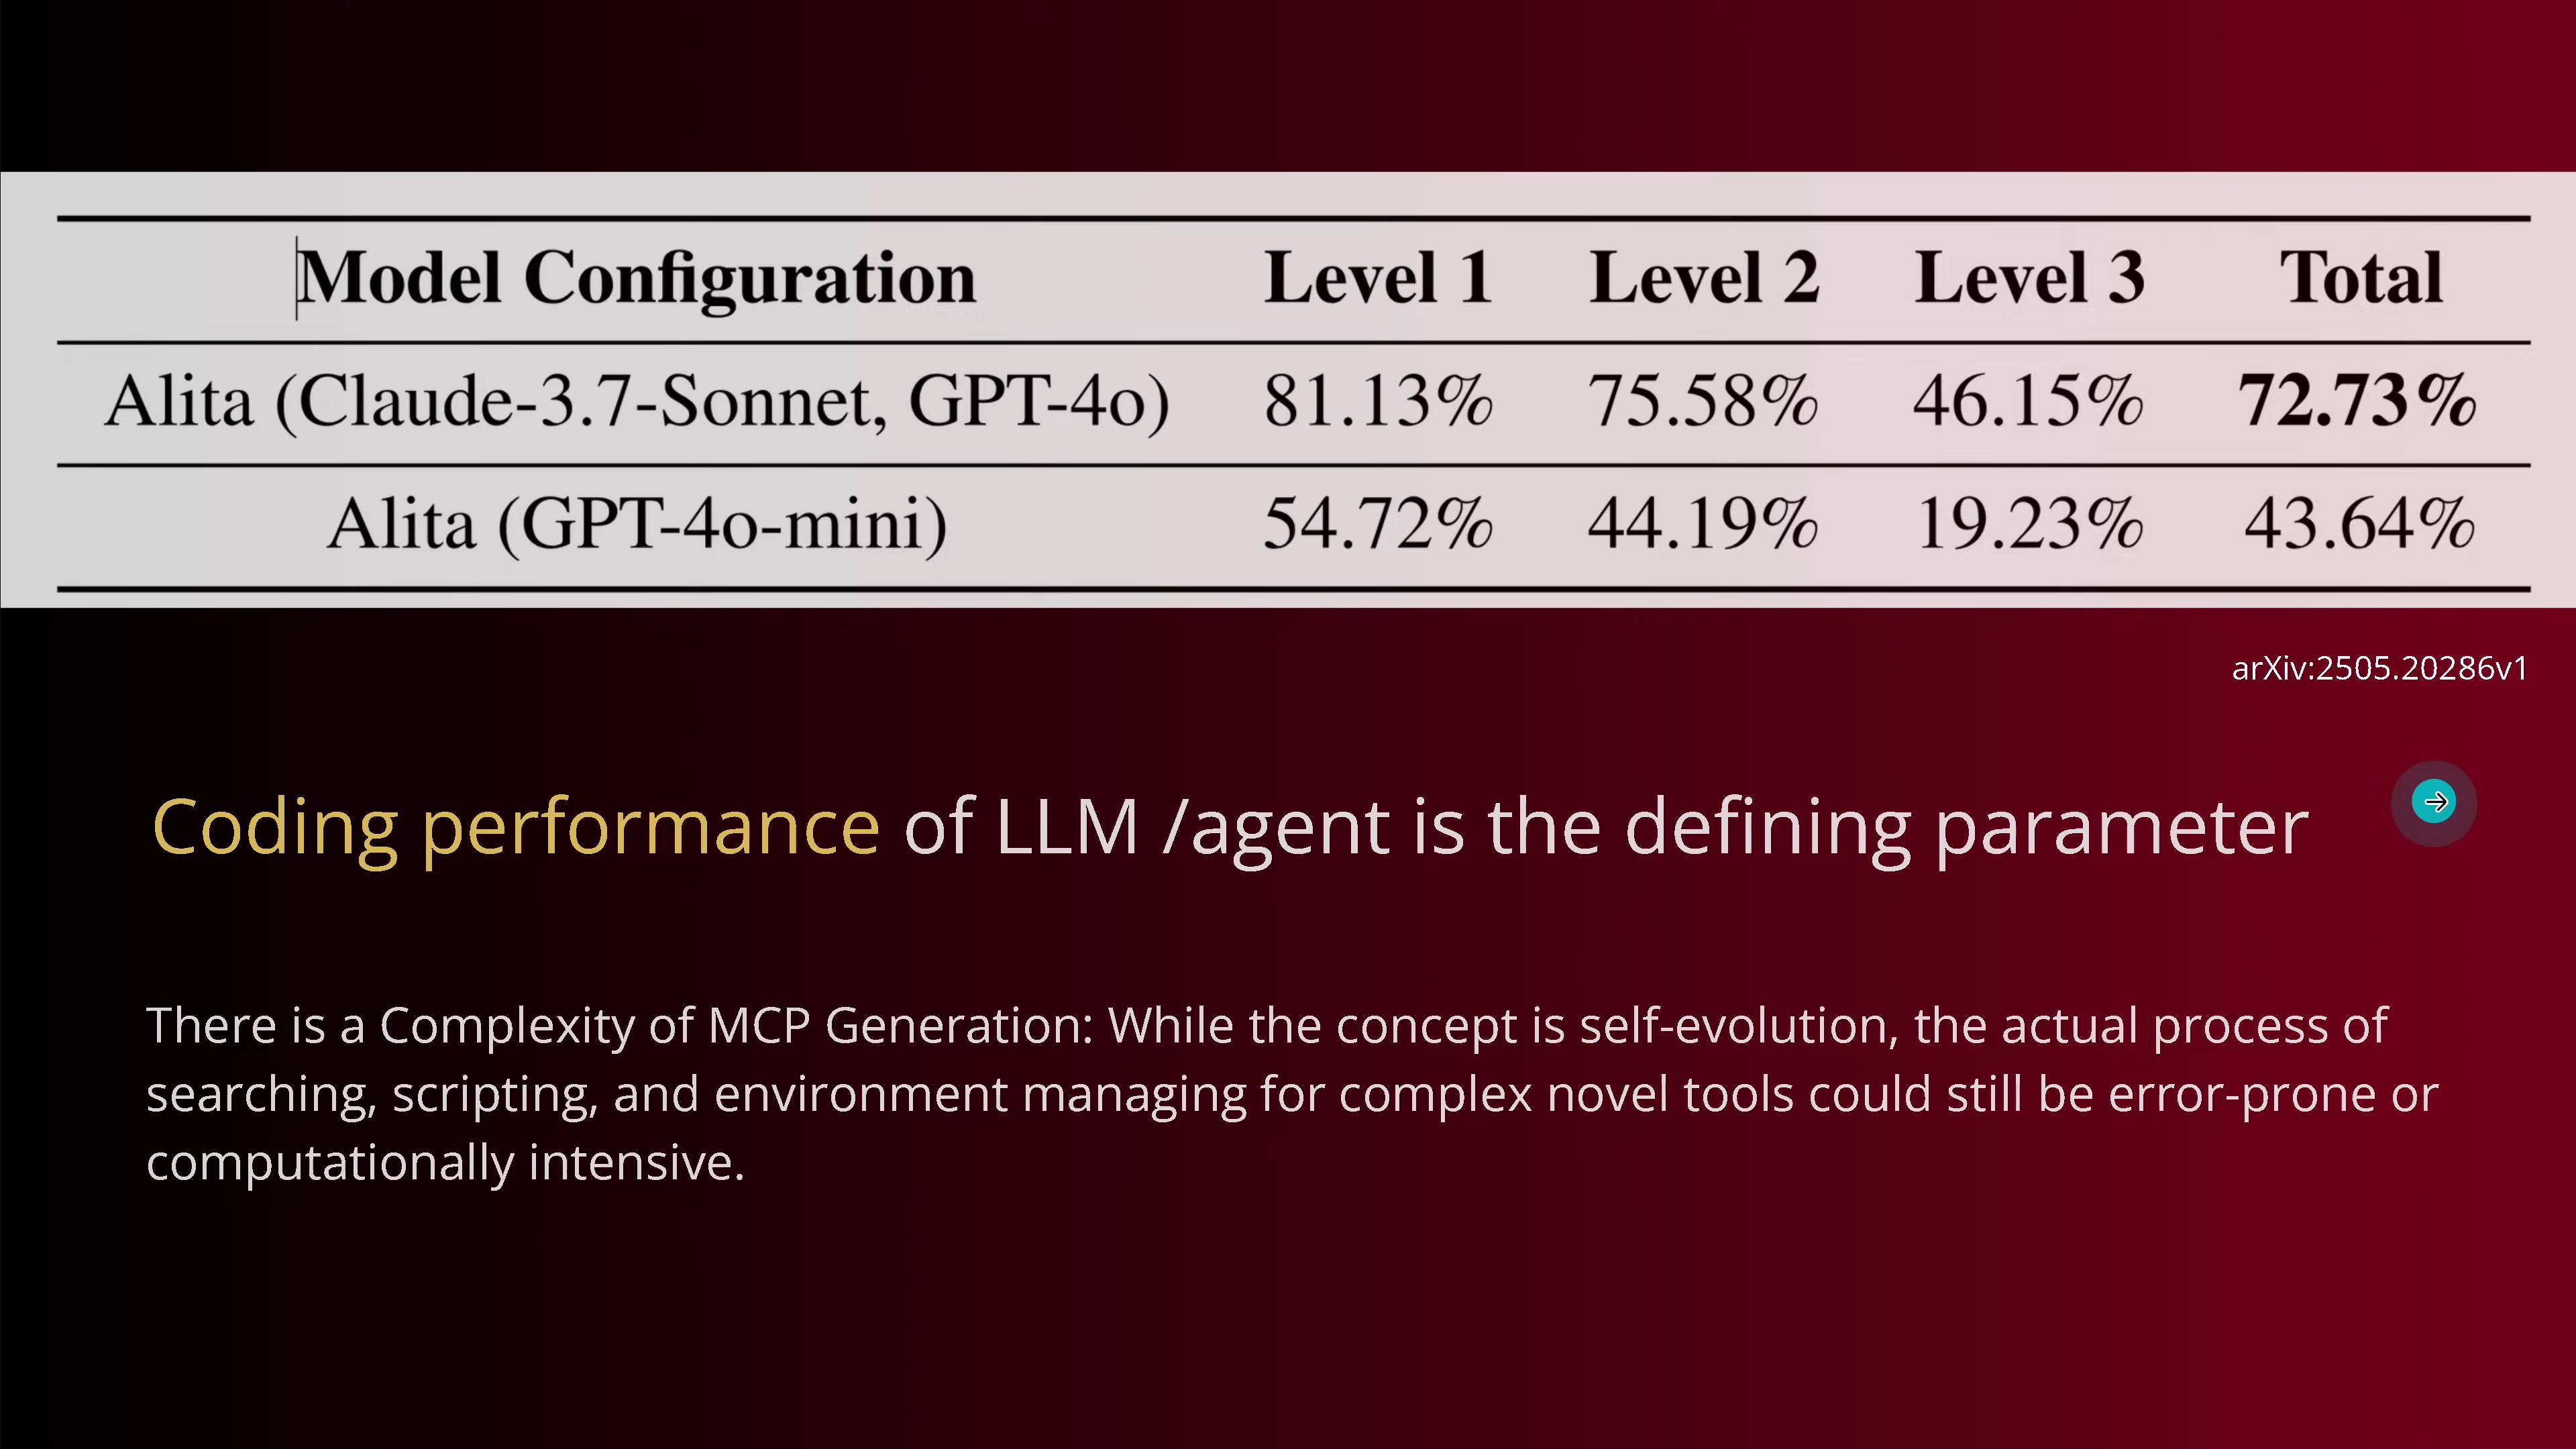 Model Configuration Level 1 Level 2 Level 3 Total
Alita (Claude-3.7-Sonnet, GPT-4o) 81.13% 75.58% 46.15% 72.73%
Alita (GPT-4o-mini) 54.72% 44.19% 19.23% 43.64%
arXiv:2505.20286v1
Coding performance of LLM /agent is the defining parameter
There is a Complexity of MCP Generation: While the concept is self-evolution, the actual process of
searching, scripting, and environment managing for complex novel tools could still be error-prone or
computationally intensive.